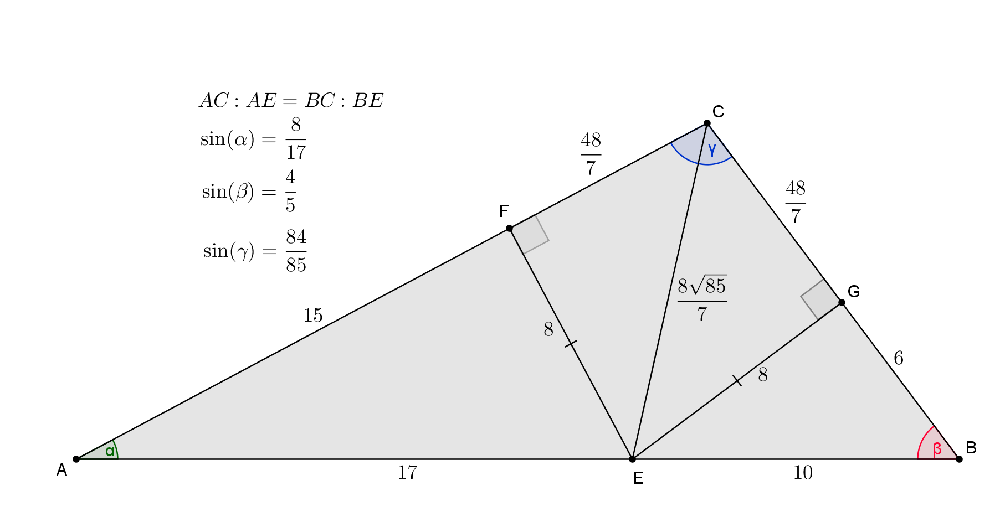 AC : AE = BC : BE
sin(α) = 8/17
sin(β) = 4/5
sin(γ) = 84/85
C
γ
48/7
48/7
F
G
8√85/7
15
8
6
8
α
β
B
A
17
E
10